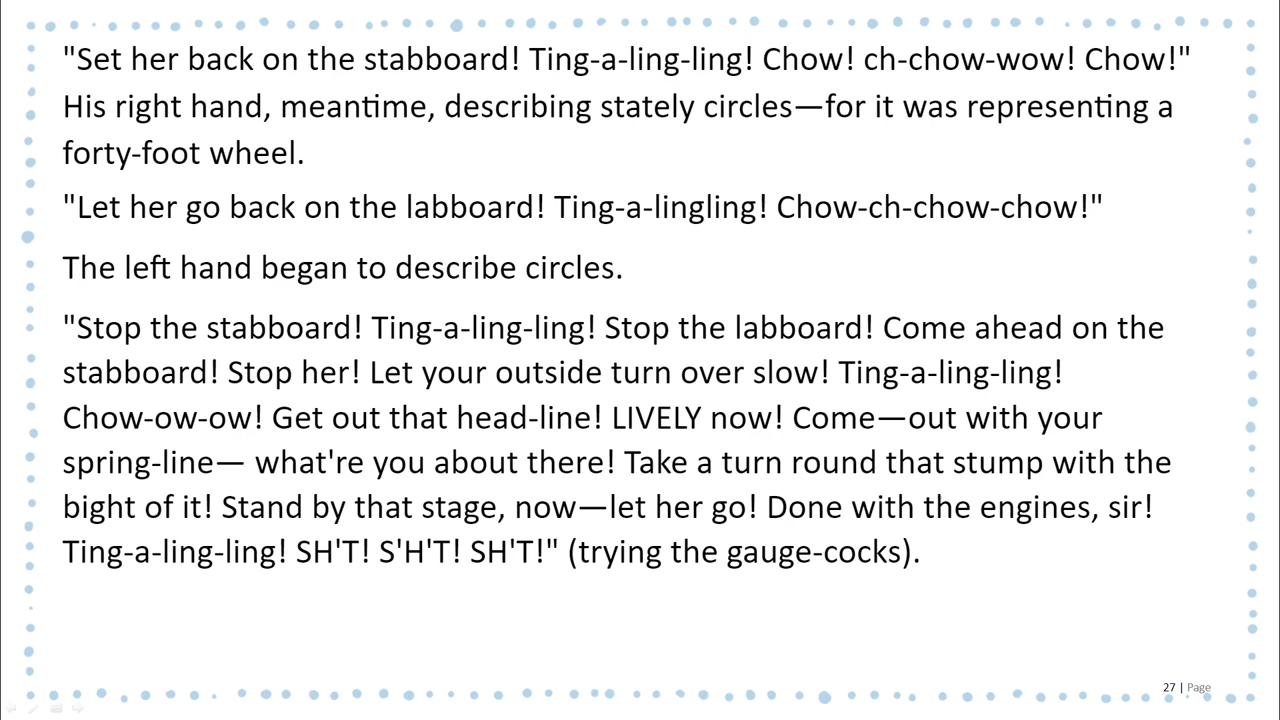 "Set her back on the stabboard! Ting-a-ling-ling! Chow! ch-chow-wow! Chow!"
His right hand, meantime, describing stately circles—for it was representing a
forty-foot wheel.
"Let her go back on the labboard! Ting-a-lingling! Chow-ch-chow-chow!"
The left hand began to describe circles.
"Stop the stabboard! Ting-a-ling-ling! Stop the labboard! Come ahead on the
stabboard! Stop her! Let your outside turn over slow! Ting-a-ling-ling!
Chow-ow-ow! Get out that head-line! LIVELY now! Come—out with your
spring-line— what're you about there! Take a turn round that stump with the
bight of it! Stand by that stage, now—let her go! Done with the engines, sir!
Ting-a-ling-ling! SH'T! S'H'T! SH'T!" (trying the gauge-cocks).
27 | Page